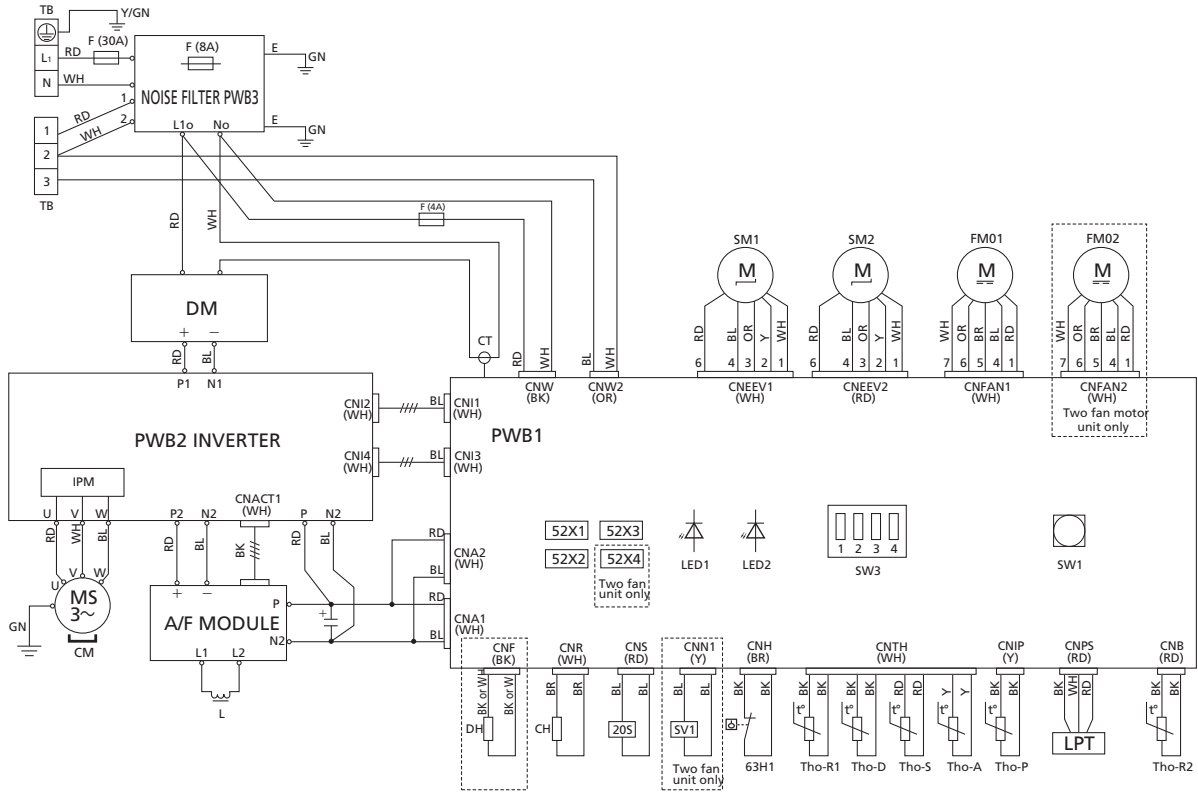 TB
Y/GN
L1
RD
F (30A)
N
WH
F (8A)
NOISE FILTER PWB3
E
GN
E
GN
1
2
RD
WH
L1o
No
1
2
3
TB
RD
WH
F (4A)
DM
+
−
RD
BL
P1
N1
CT
RD
WH
BL
WH
CNW
(BK)
CNW2
(OR)
SM1
M
RD
BL
OR
Y
WH
6
4
3
2
1
CNEEV1
(WH)
SM2
M
RD
BL
OR
Y
WH
6
4
3
2
1
CNEEV2
(RD)
FM01
M
WH
OR
BR
BL
RD
7
6
5
4
1
CNFAN1
(WH)
FM02
M
WH
OR
BR
BL
RD
7
6
5
4
1
CNFAN2
(WH)
Two fan motor
unit only
PWB2 INVERTER
CNI2
(WH)
BL
CNI1
(WH)
CNI4
(WH)
BL
CNI3
(WH)
PWB1
IPM
U
V
W
P2
N2
CNACT1
(WH)
P
N2
RD
WH
BL
RD
BL
BK
RD
BL
U
V
W
MS
3~
GN
CM
+
−
A/F MODULE
P
N2
L1
L2
L
+
RD
BL
CNA2
(WH)
RD
BL
CNA1
(WH)
52X1
52X3
52X2
52X4
Two fan
unit only
LED1
LED2
1 2 3 4
SW3
SW1
CNF
(BK)
BK or WH
BK or W
DH
CNR
(WH)
BR
BR
CH
CNS
(RD)
BL
BL
20S
CNN1
(Y)
BL
BL
SV1
Two fan
unit only
CNH
(BR)
BK
BK
63H1
CNTH
(WH)
BK
BK
t°
Tho-R1
BK
BK
t°
Tho-D
RD
RD
t°
Tho-S
Y
Y
t°
Tho-A
CNIP
(Y)
BK
BK
t°
Tho-P
CNPS
(RD)
BK
WH
RD
LPT
CNB
(RD)
BK
BK
t°
Tho-R2